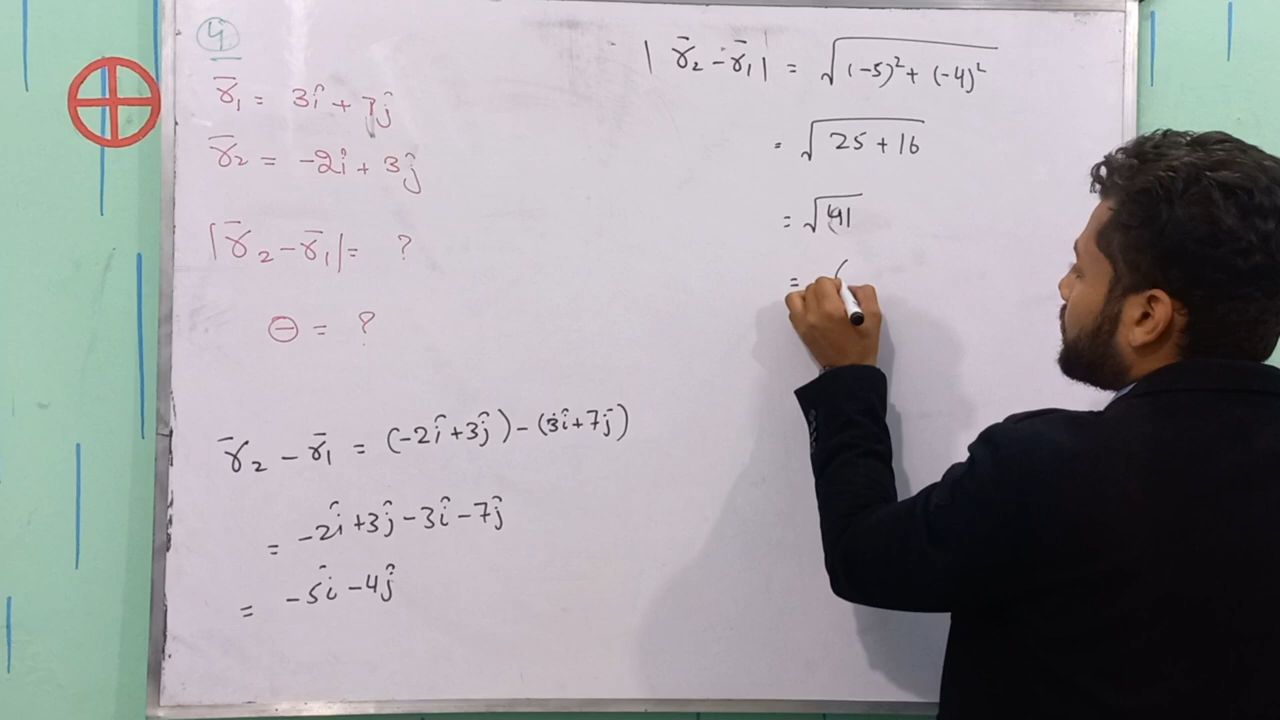 4
r̄₁ = 3î + 7ĵ
r̄₂ = -2î + 3ĵ
|r̄₂ - r̄₁| = ?
θ = ?
r̄₂ - r̄₁ = (-2î + 3ĵ) - (3î + 7ĵ)
= -2î + 3ĵ - 3î - 7ĵ
= -5î - 4ĵ
|r̄₂ - r̄₁| = √(-5)² + (-4)²
= √25 + 16
= √41
=